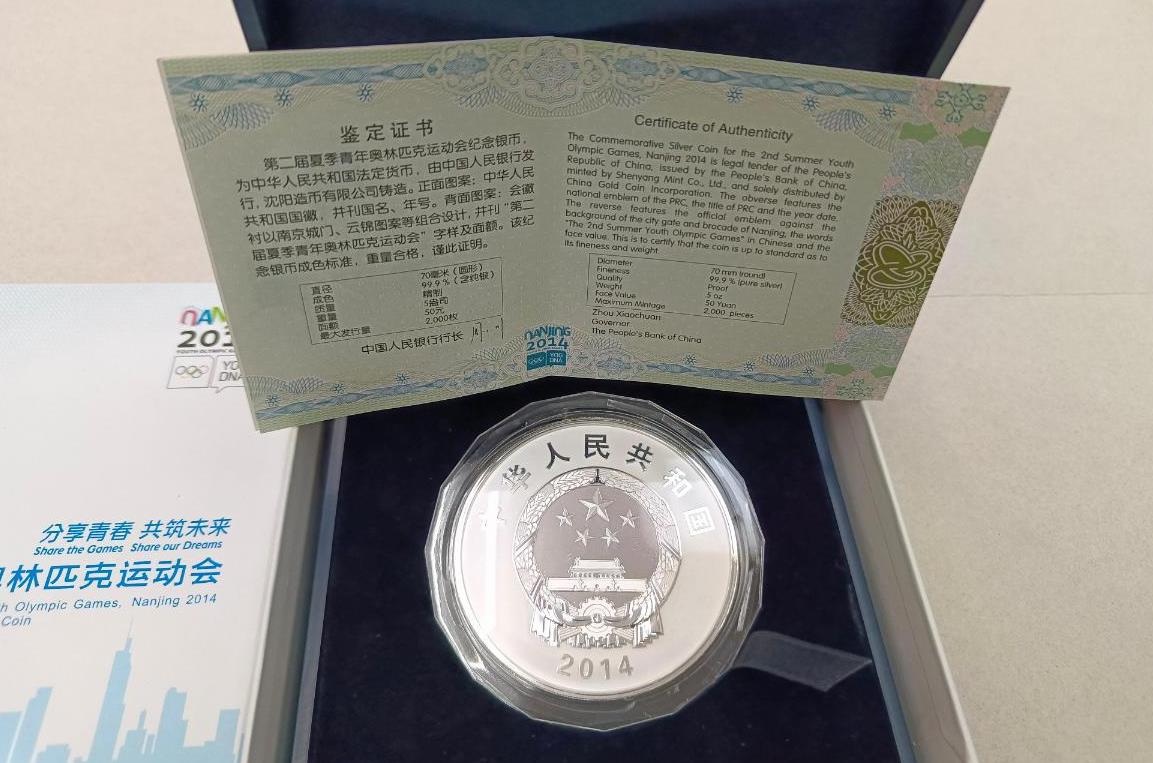 鉴定证书
第二届夏季青年奥林匹克运动会纪念银币，
为中华人民共和国法定货币，由中国人民银行发
行，沈阳造币有限公司铸造。正面图案：中华人民
共和国国徽，并刊国名、年号。背面图案：会徽
衬以南京城门、云锦图案等组合设计，并刊“第二
届夏季青年奥林匹克运动会”字样及面额。该纪
念银币成色标准，重量合格，谨此证明。
直径 70毫米（圆形）
成色 99.9%（含纯银）
质量 精制
重量 5盎司
面额 50元
最大发行量 2,000枚
中国人民银行行长
Certificate of Authenticity
The Commemorative Silver Coin for the 2nd Summer Youth
Olympic Games, Nanjing 2014 is legal tender of the People's
Republic of China, issued by the People's Bank of China,
minted by Shenyang Mint Co., Ltd., and solely distributed by
China Gold Coin Incorporation. The obverse features the
national emblem of the PRC, the title of PRC and the year date.
The reverse features the official emblem against the
background of the city gate and brocade of Nanjing, the words
"The 2nd Summer Youth Olympic Games" in Chinese and the
face value. This is to certify that the coin is up to standard as to
its fineness and weight.
Diameter 70 mm (round)
Fineness 99.9 % (pure silver)
Quality Proof
Weight 5 oz
Face Value 50 Yuan
Maximum Mintage 2,000 pieces
Zhou Xiaochuan
Governor
The People's Bank of China
NANJING
2014
YOG
DNA
NAN
201
YOUTH OLYMPIC G
YO
DNA
分享青春 共筑未来
Share the Games Share our Dreams
林匹克运动会
th Olympic Games, Nanjing 2014
Coin
中华人民共和国
2014